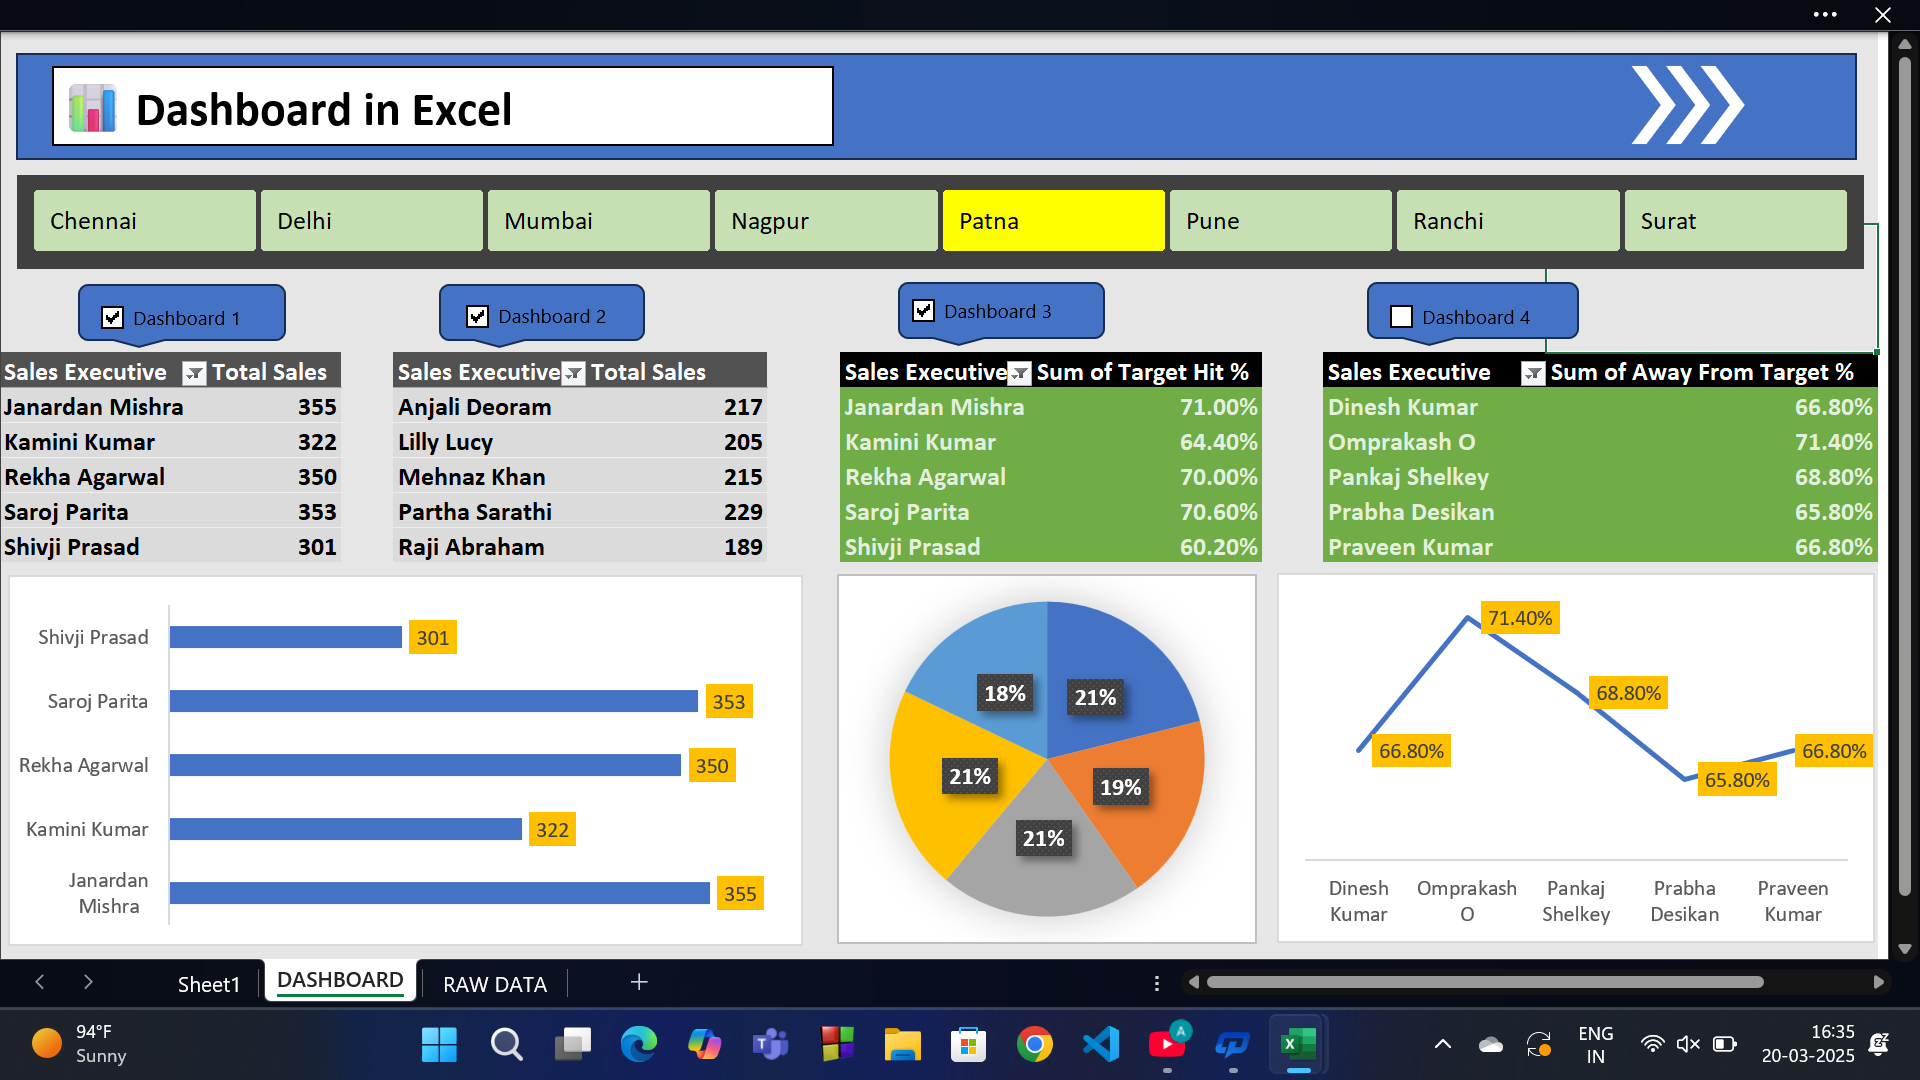 Dashboard in Excel
Chennai Delhi Mumbai Nagpur Patna Pune Ranchi Surat
Dashboard 1 Dashboard 2 Dashboard 3 Dashboard 4
Sales Executive Total Sales
Janardan Mishra 355
Kamini Kumar 322
Rekha Agarwal 350
Saroj Parita 353
Shivji Prasad 301
Sales Executive Total Sales
Anjali Deoram 217
Lilly Lucy 205
Mehnaz Khan 215
Partha Sarathi 229
Raji Abraham 189
Sales Executive Sum of Target Hit %
Janardan Mishra 71.00%
Kamini Kumar 64.40%
Rekha Agarwal 70.00%
Saroj Parita 70.60%
Shivji Prasad 60.20%
Sales Executive Sum of Away From Target %
Dinesh Kumar 66.80%
Omprakash O 71.40%
Pankaj Shelkey 68.80%
Prabha Desikan 65.80%
Praveen Kumar 66.80%
Shivji Prasad 301
Saroj Parita 353
Rekha Agarwal 350
Kamini Kumar 322
Janardan
Mishra 355
18% 21%
21% 19%
21%
71.40%
68.80%
66.80% 66.80%
65.80%
Dinesh Omprakash Pankaj Prabha Praveen
Kumar O Shelkey Desikan Kumar
Sheet1 DASHBOARD RAW DATA
94°F
Sunny
A
T
X
ENG
IN
16:35
20-03-2025